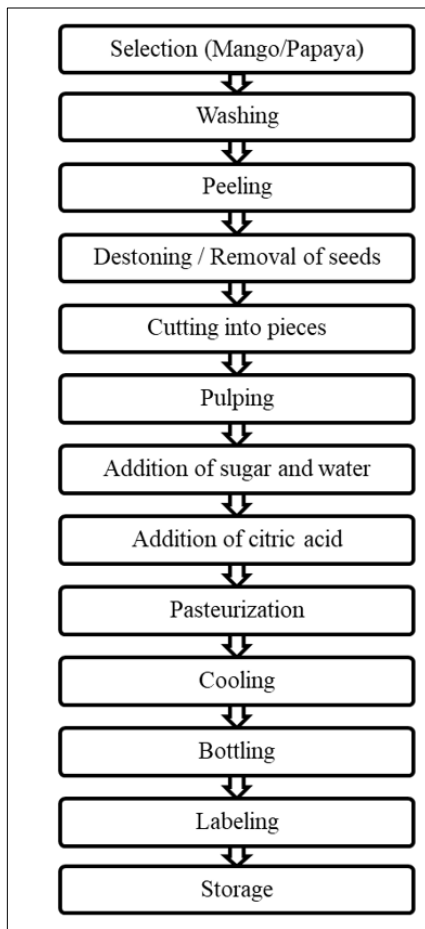 Selection (Mango/Papaya)
Washing
Peeling
Destoning / Removal of seeds
Cutting into pieces
Pulping
Addition of sugar and water
Addition of citric acid
Pasteurization
Cooling
Bottling
Labeling
Storage